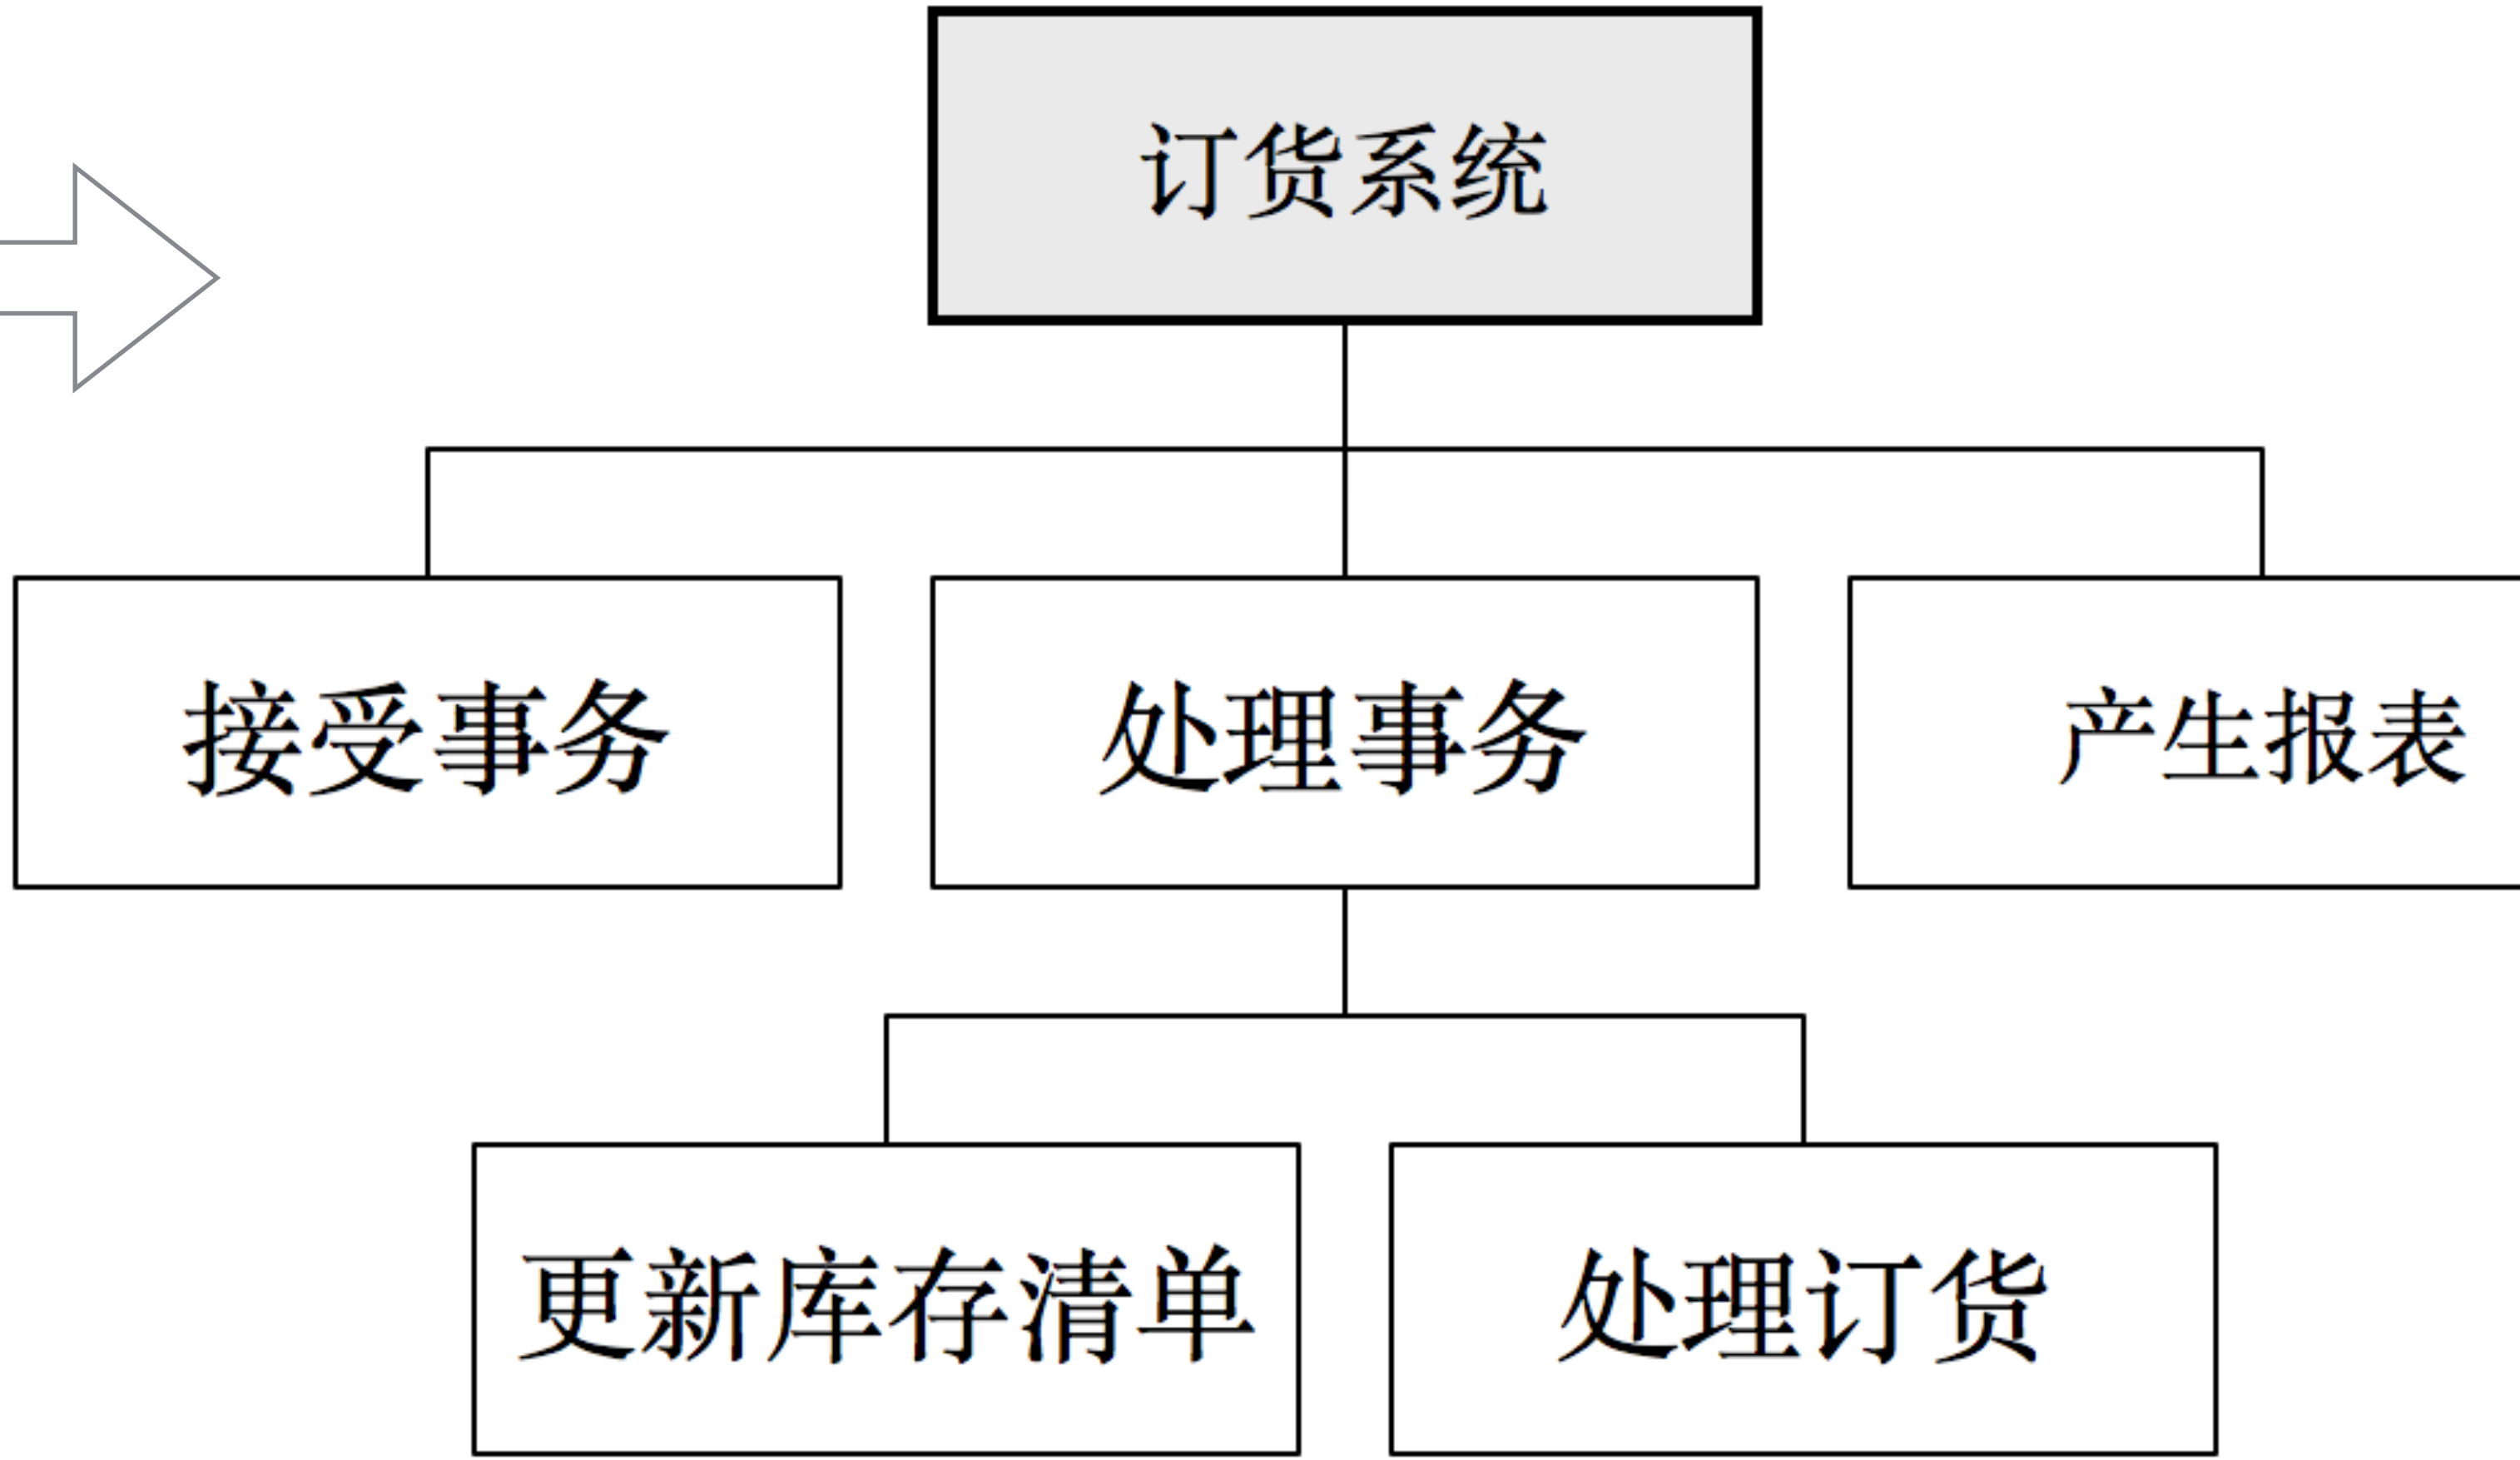 订货系统
接受事务
处理事务
产生报表
更新库存清单
处理订货